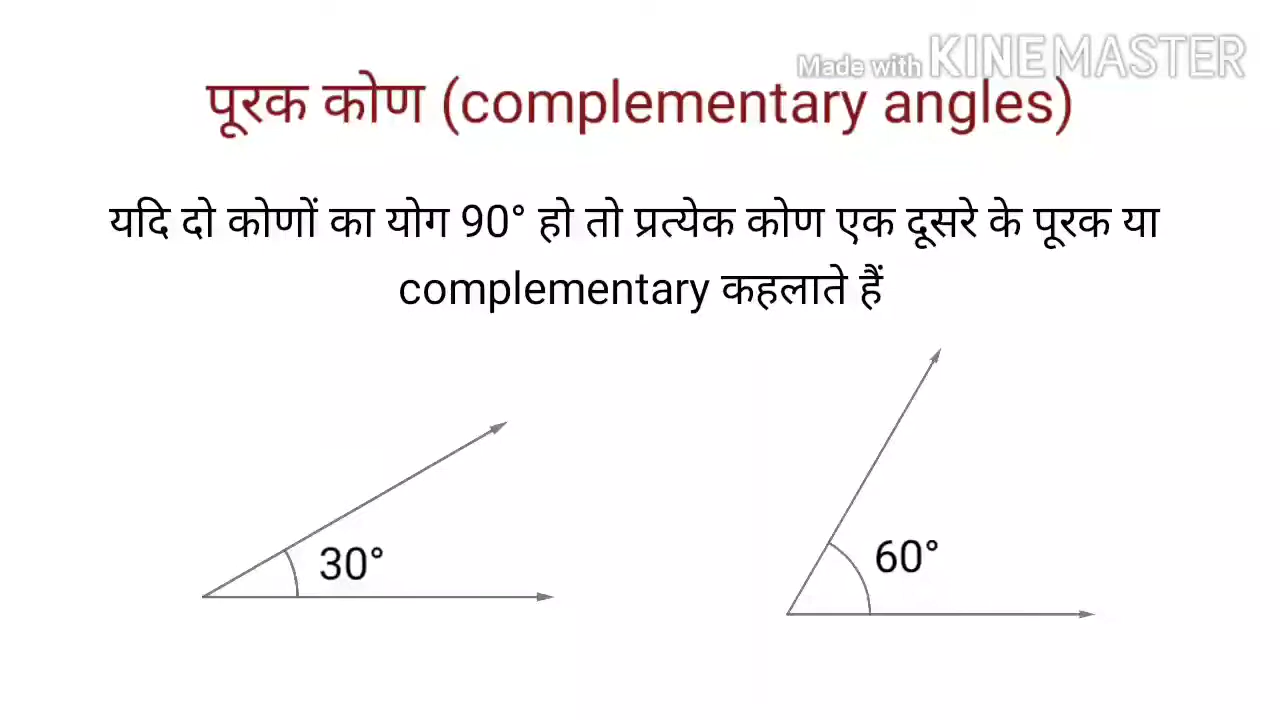 Made with KINEMASTER
पूरक कोण (complementary angles)
यदि दो कोणों का योग 90° हो तो प्रत्येक कोण एक दूसरे के पूरक या
complementary कहलाते हैं
30°
60°